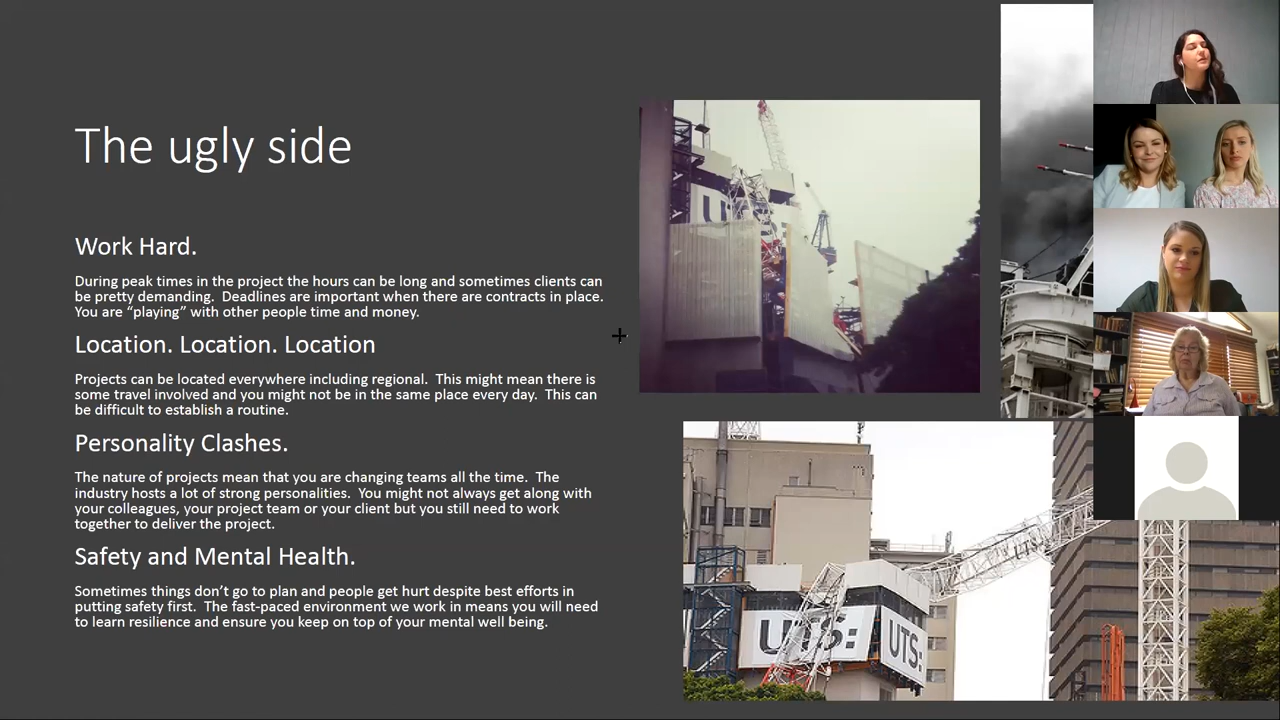 The ugly side
Work Hard.
During peak times in the project the hours can be long and sometimes clients can
be pretty demanding.  Deadlines are important when there are contracts in place.
You are “playing” with other people time and money.
Location. Location. Location
Projects can be located everywhere including regional.  This might mean there is
some travel involved and you might not be in the same place every day.  This can
be difficult to establish a routine.
Personality Clashes.
The nature of projects mean that you are changing teams all the time.  The
industry hosts a lot of strong personalities.  You might not always get along with
your colleagues, your project team or your client but you still need to work
together to deliver the project.
Safety and Mental Health.
Sometimes things don’t go to plan and people get hurt despite best efforts in
putting safety first.  The fast-paced environment we work in means you will need
to learn resilience and ensure you keep on top of your mental well being.
UTS: UTS: